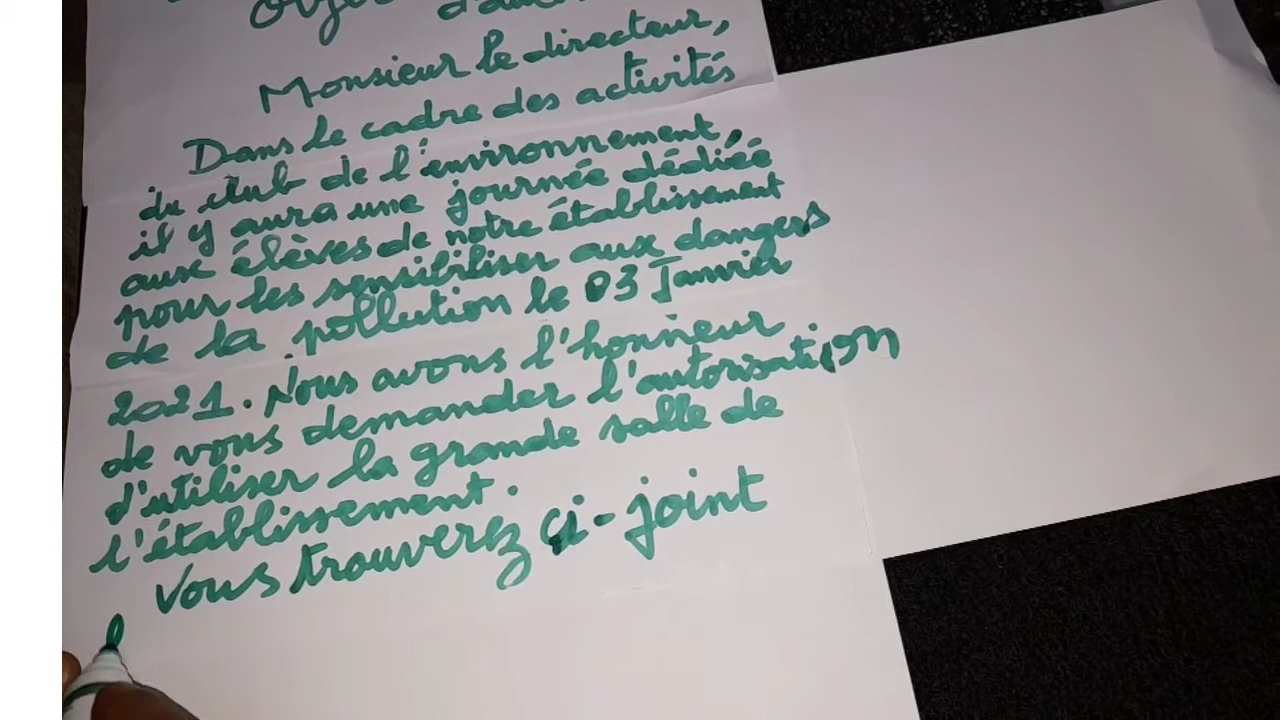 Monsieur le directeur,
Dans le cadre des activités
du club de l'environnement,
il y aura une journée dédiée
aux élèves de notre établissement
pour les sensibiliser aux dangers
de la pollution le 03 Janvier
2021. Nous avons l'honneur
de vous demander l'autorisation
d'utiliser la grande salle de
l'établissement.
Vous trouverez ci-joint